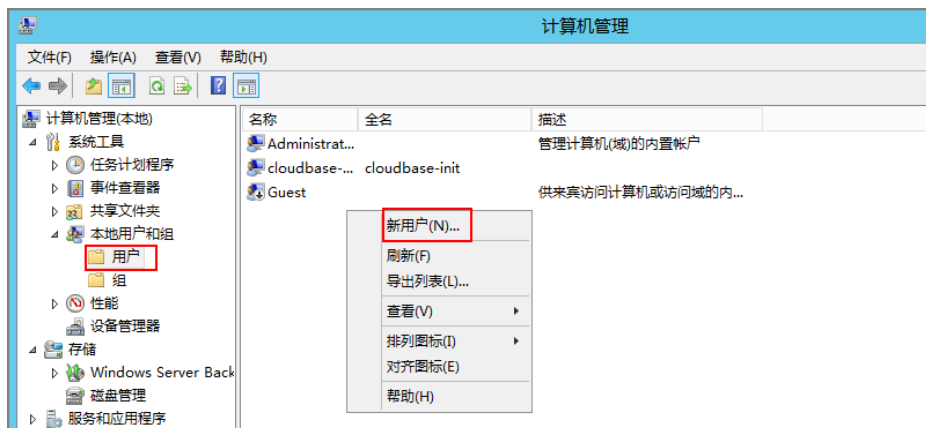 计算机管理
文件(F) 操作(A) 查看(V) 帮助(H)
计算机管理(本地)
系统工具
任务计划程序
事件查看器
共享文件夹
本地用户和组
用户
组
性能
设备管理器
存储
Windows Server Back
磁盘管理
服务和应用程序
名称 全名 描述
Administrat... 管理计算机(域)的内置帐户
cloudbase-... cloudbase-init
Guest 供来宾访问计算机或访问域的内...
新用户(N)...
刷新(F)
导出列表(L)...
查看(V)
排列图标(I)
对齐图标(E)
帮助(H)